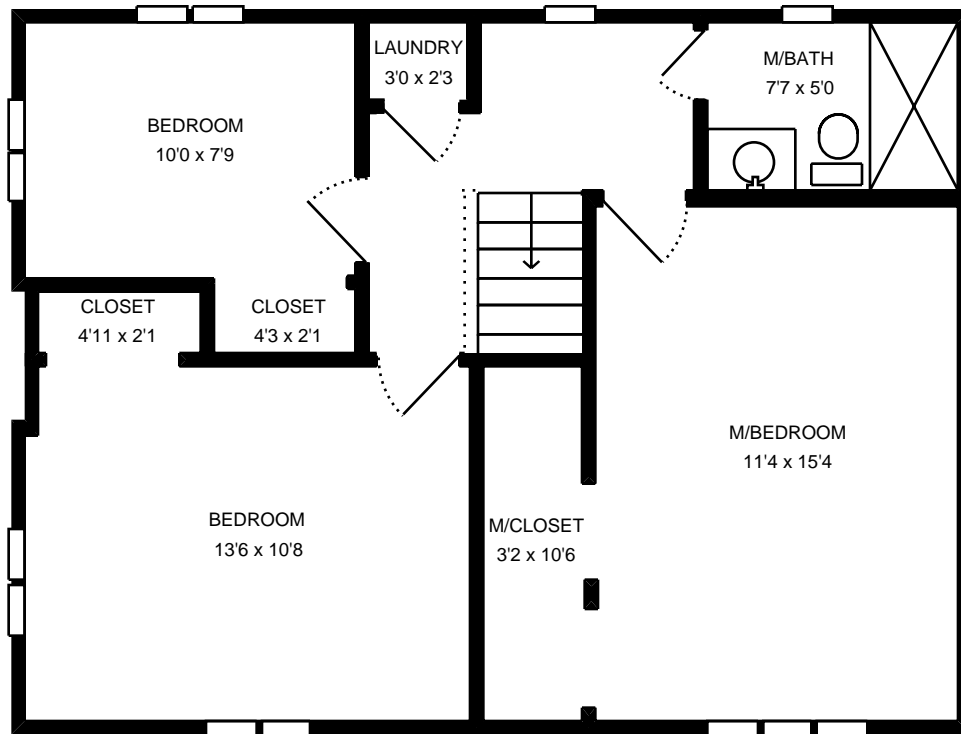 LAUNDRY
3'0 x 2'3
M/BATH
7'7 x 5'0
BEDROOM
10'0 x 7'9
CLOSET
4'11 x 2'1
CLOSET
4'3 x 2'1
M/BEDROOM
11'4 x 15'4
BEDROOM
13'6 x 10'8
M/CLOSET
3'2 x 10'6